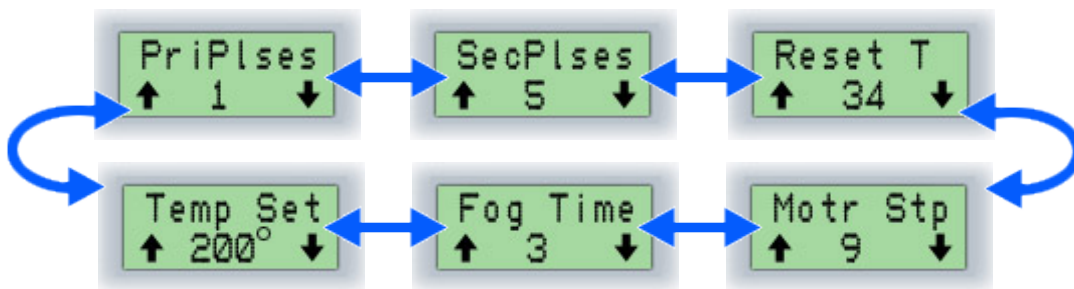 PriPlses
↑ 1 ↓
SecPlses
↑ 5 ↓
Reset T
↑ 34 ↓
Temp Set
↑ 200° ↓
Fog Time
↑ 3 ↓
Motr Stp
↑ 9 ↓